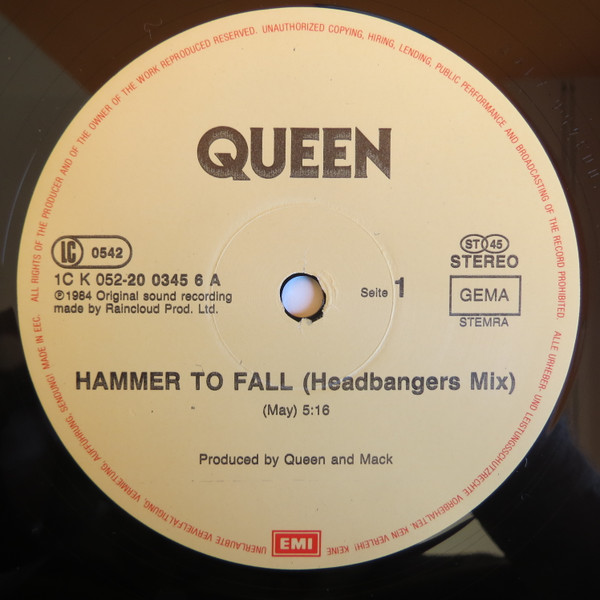 ALL RIGHTS OF THE PRODUCER AND OF THE OWNER OF THE WORK REPRODUCED RESERVED. UNAUTHORIZED COPYING, HIRING, LENDING, PUBLIC PERFORMANCE AND BROADCASTING OF THE RECORD PROHIBITED. ALLE URHEBER- UND LEISTUNGSSCHUTZRECHTE VORBEHALTEN. KEIN VERLEIH! KEINE UNERLAUBTE VERVIELFÄLTIGUNG, VERMIETUNG, AUFFÜHRUNG, SENDUNG! MADE IN EEC.
QUEEN
LC 0542
1C K 052-20 0345 6 A
℗1984 Original sound recording
made by Raincloud Prod. Ltd.
Seite 1
ST 45
STEREO
GEMA
STEMRA
HAMMER TO FALL (Headbangers Mix)
(May) 5:16
Produced by Queen and Mack
EMI